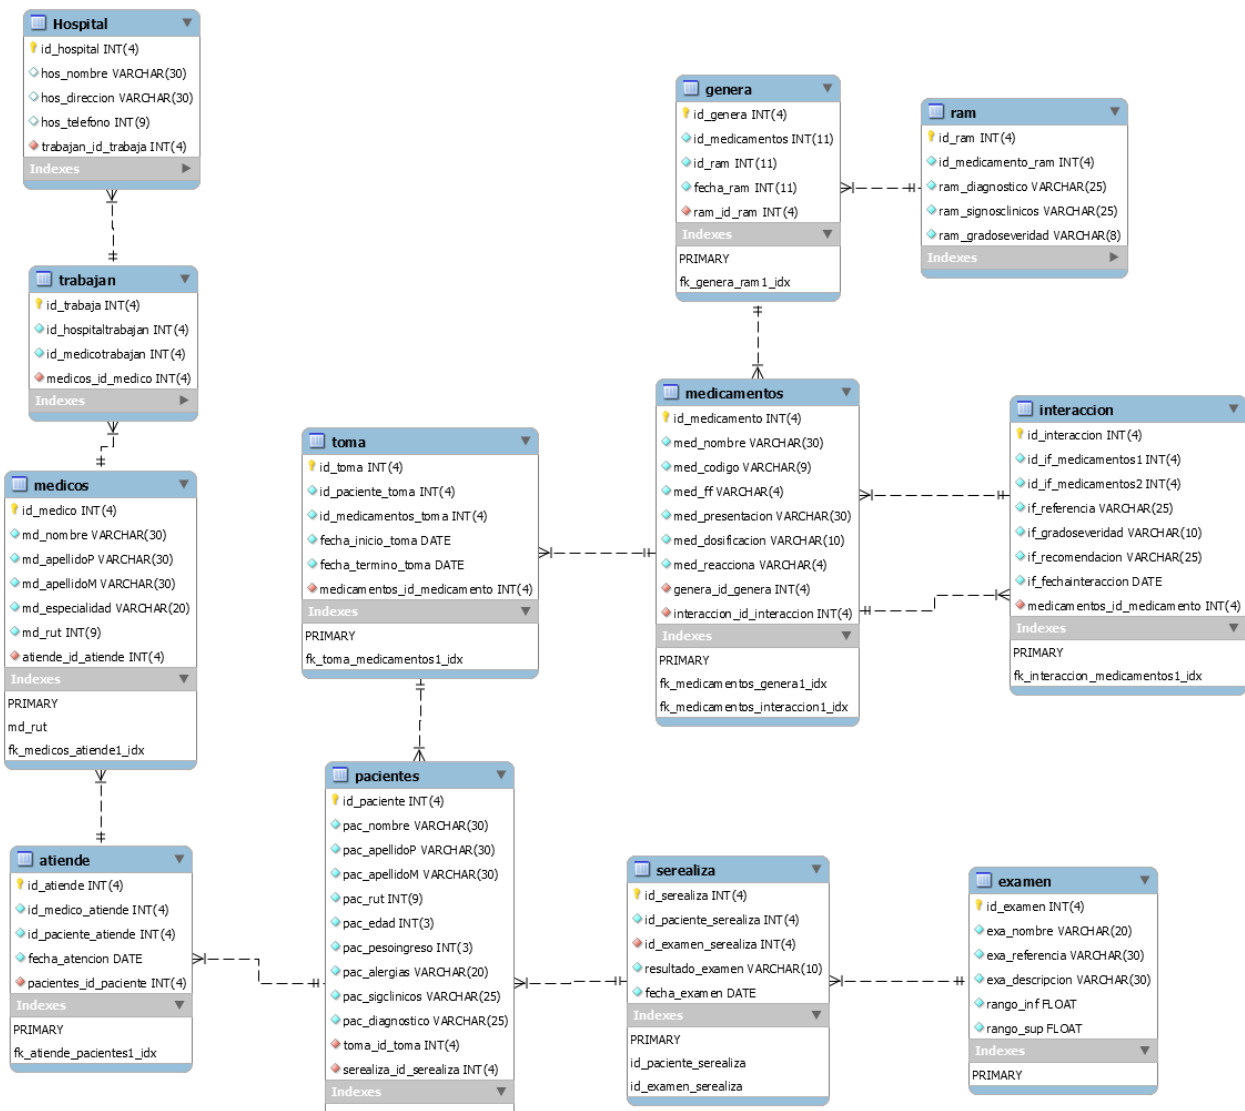 Hospital
id_hospital INT(4)
hos_nombre VARCHAR(30)
hos_direccion VARCHAR(30)
hos_telefono INT(9)
trabajan_id_trabaja INT(4)
Indexes
trabajan
id_trabaja INT(4)
id_hospitaltrabajan INT(4)
id_medicotrabajan INT(4)
medicos_id_medico INT(4)
Indexes
medicos
id_medico INT(4)
md_nombre VARCHAR(30)
md_apellidoP VARCHAR(30)
md_apellidoM VARCHAR(30)
md_especialidad VARCHAR(20)
md_rut INT(9)
atiende_id_atiende INT(4)
Indexes
PRIMARY
md_rut
fk_medicos_atiende1_idx
atiende
id_atiende INT(4)
id_medico_atiende INT(4)
id_paciente_atiende INT(4)
fecha_atencion DATE
pacientes_id_paciente INT(4)
Indexes
PRIMARY
fk_atiende_pacientes1_idx
toma
id_toma INT(4)
id_paciente_toma INT(4)
id_medicamentos_toma INT(4)
fecha_inicio_toma DATE
fecha_termino_toma DATE
medicamentos_id_medicamento INT(4)
Indexes
PRIMARY
fk_toma_medicamentos1_idx
pacientes
id_paciente INT(4)
pac_nombre VARCHAR(30)
pac_apellidoP VARCHAR(30)
pac_apellidoM VARCHAR(30)
pac_rut INT(9)
pac_edad INT(3)
pac_pesoingreso INT(3)
pac_alergias VARCHAR(20)
pac_sigclinicos VARCHAR(25)
pac_diagnostico VARCHAR(25)
toma_id_toma INT(4)
serealiza_id_serealiza INT(4)
Indexes
genera
id_genera INT(4)
id_medicamentos INT(11)
id_ram INT(11)
fecha_ram INT(11)
ram_id_ram INT(4)
Indexes
PRIMARY
fk_genera_ram1_idx
ram
id_ram INT(4)
id_medicamento_ram INT(4)
ram_diagnostico VARCHAR(25)
ram_signosclinicos VARCHAR(25)
ram_gradoseveridad VARCHAR(8)
Indexes
medicamentos
id_medicamento INT(4)
med_nombre VARCHAR(30)
med_codigo VARCHAR(9)
med_ff VARCHAR(4)
med_presentacion VARCHAR(30)
med_dosificacion VARCHAR(10)
med_reacciona VARCHAR(4)
genera_id_genera INT(4)
interaccion_id_interaccion INT(4)
Indexes
PRIMARY
fk_medicamentos_genera1_idx
fk_medicamentos_interaccion1_idx
interaccion
id_interaccion INT(4)
id_if_medicamentos1 INT(4)
id_if_medicamentos2 INT(4)
if_referencia VARCHAR(25)
if_gradoseveridad VARCHAR(10)
if_recomendacion VARCHAR(25)
if_fechainteraccion DATE
medicamentos_id_medicamento INT(4)
Indexes
PRIMARY
fk_interaccion_medicamentos1_idx
serealiza
id_serealiza INT(4)
id_paciente_serealiza INT(4)
id_examen_serealiza INT(4)
resultado_examen VARCHAR(10)
fecha_examen DATE
Indexes
PRIMARY
id_paciente_serealiza
id_examen_serealiza
examen
id_examen INT(4)
exa_nombre VARCHAR(20)
exa_referencia VARCHAR(30)
exa_descripcion VARCHAR(30)
rango_inf FLOAT
rango_sup FLOAT
Indexes
PRIMARY